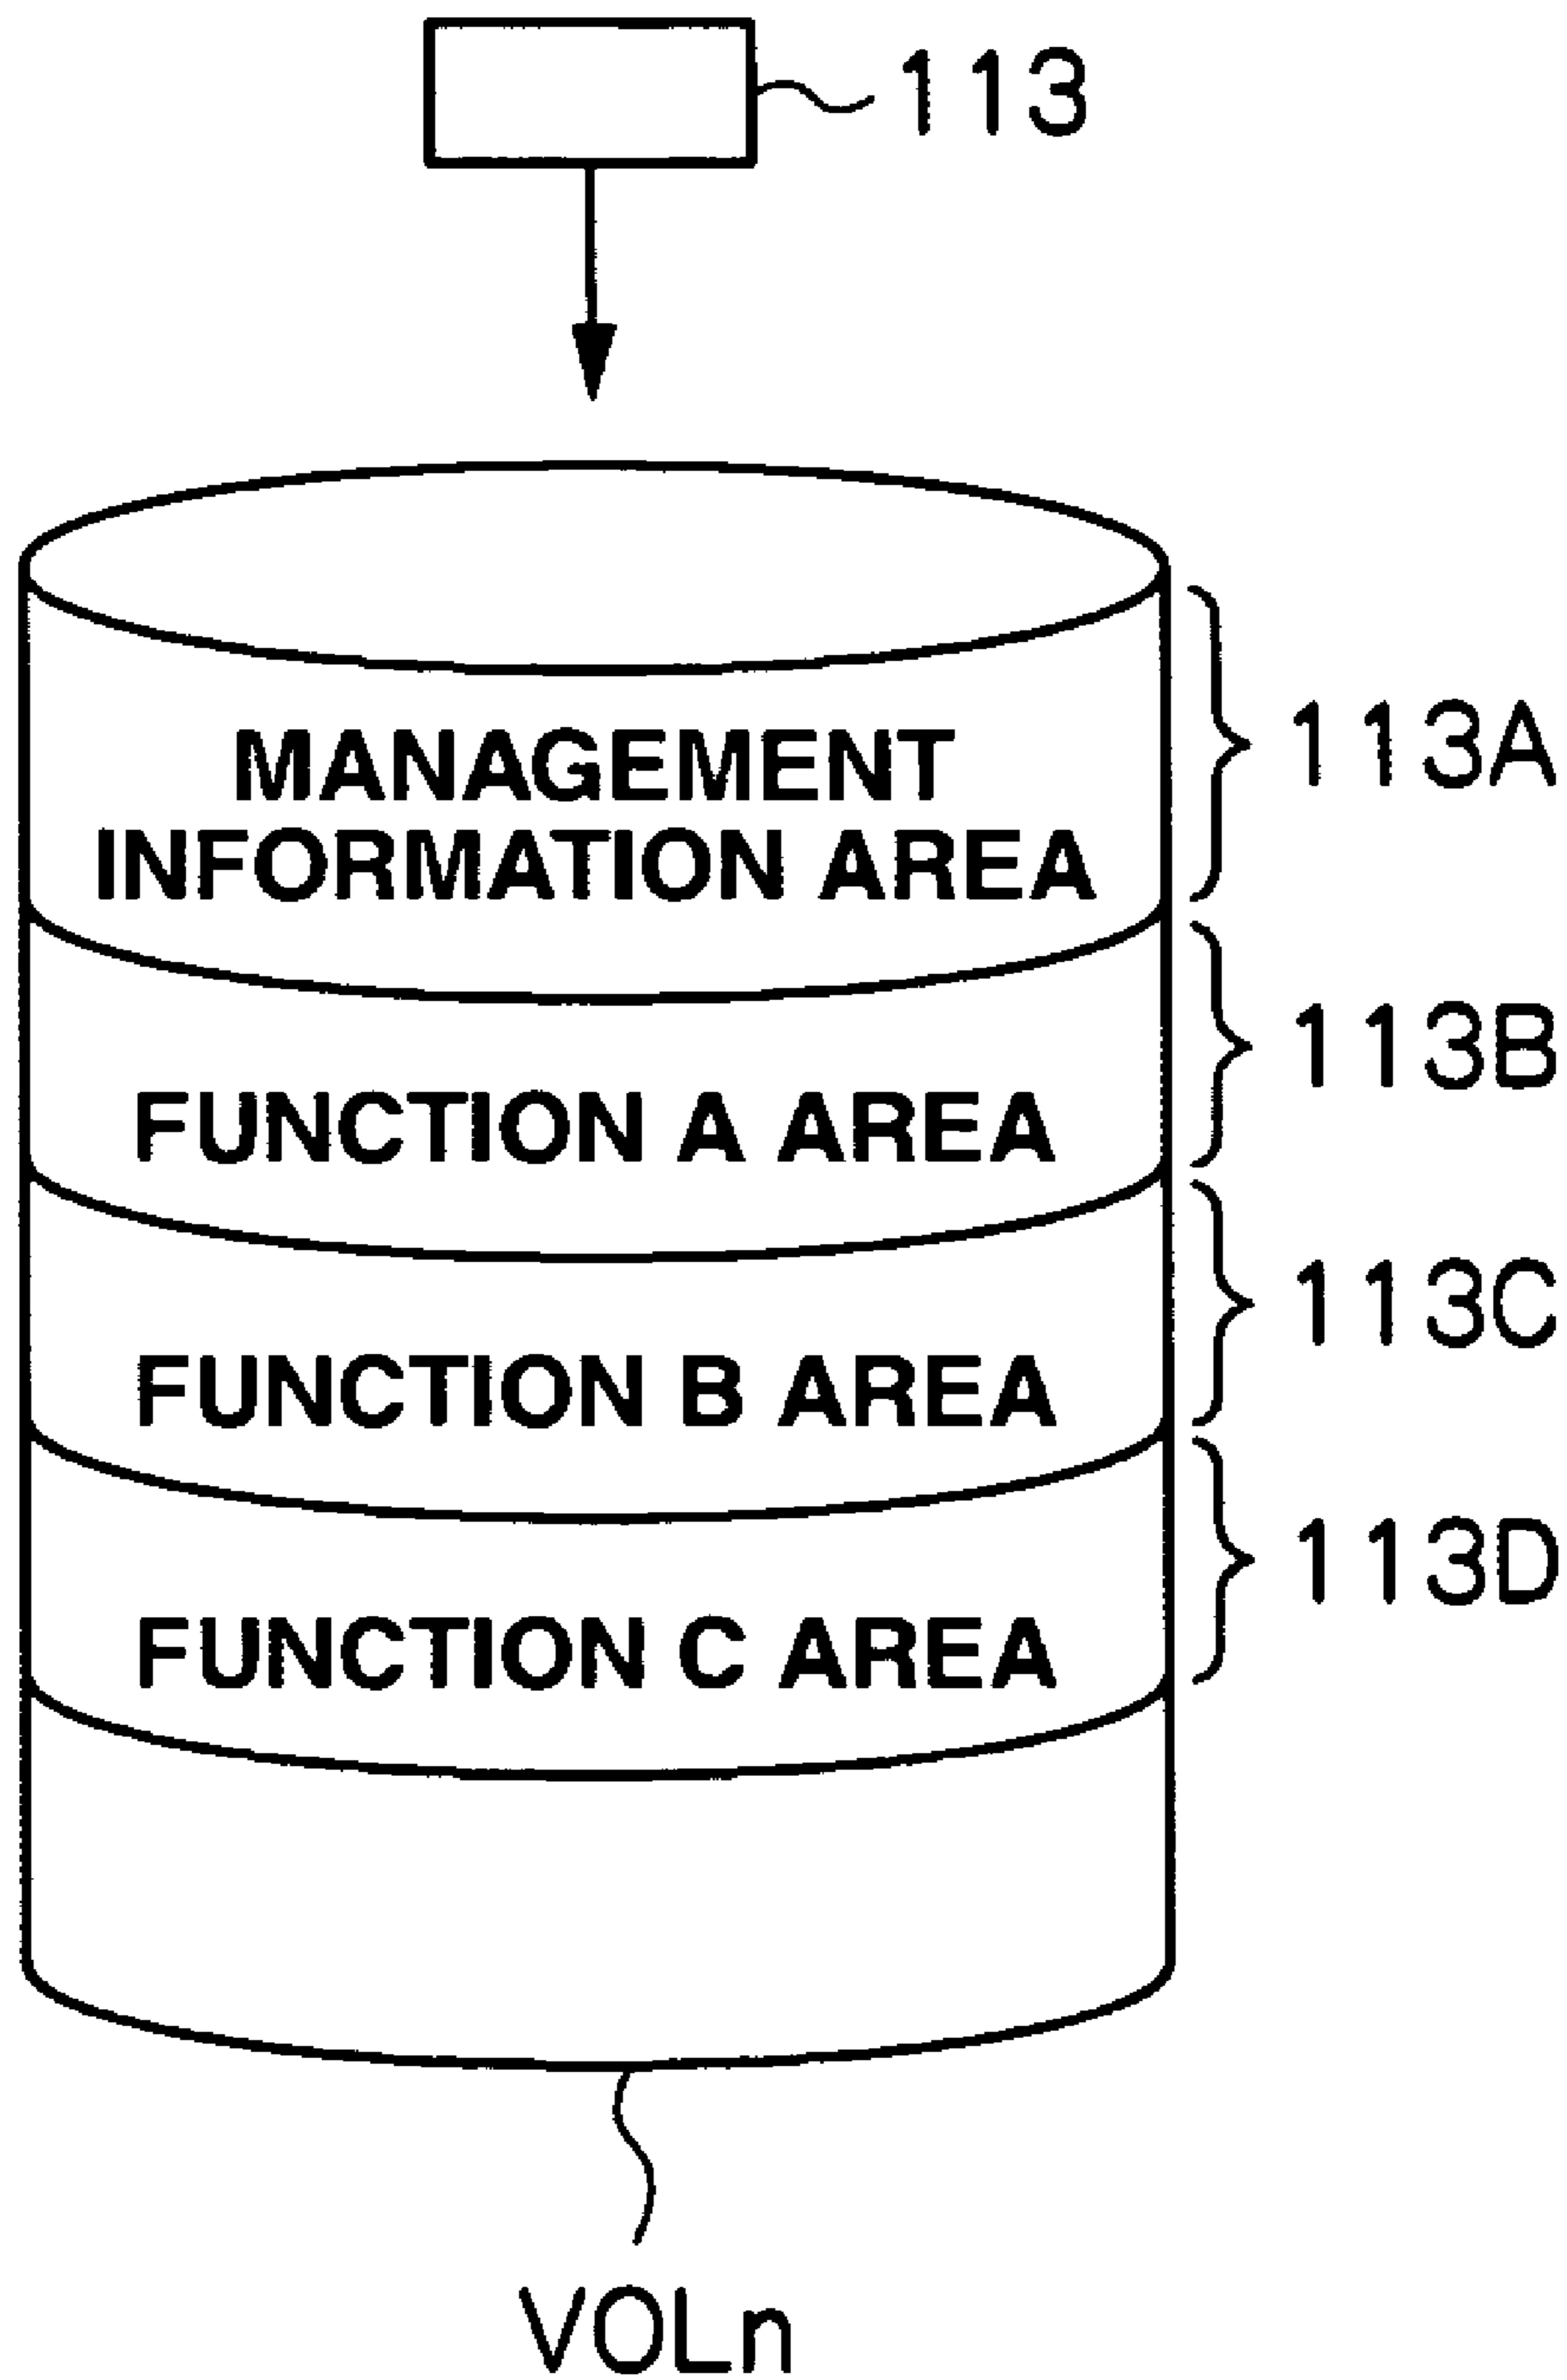 113
MANAGEMENT
INFORMATION AREA
113A
FUNCTION A AREA
113B
FUNCTION B AREA
113C
FUNCTION C AREA
113D
VOLn